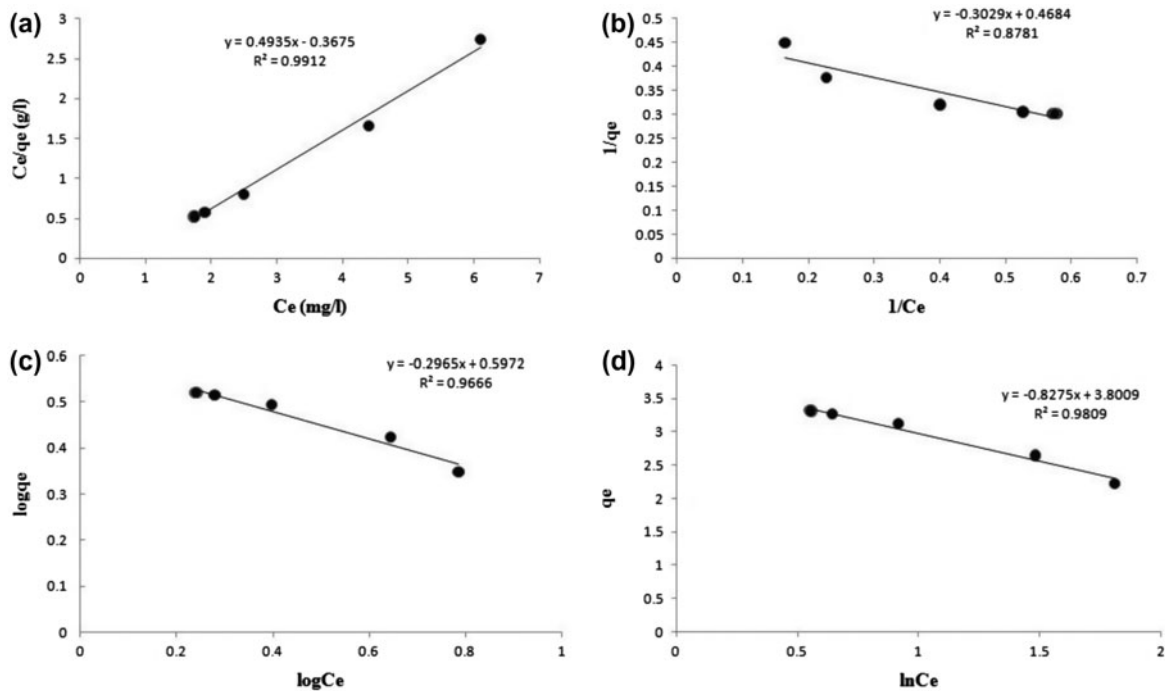 (a)
y = 0.4935x - 0.3675
R² = 0.9912
3
2.5
2
1.5
1
0.5
0
Ce/qe (g/l)
0 1 2 3 4 5 6 7
Ce (mg/l)
(b)
y = -0.3029x + 0.4684
R² = 0.8781
0.5
0.45
0.4
0.35
0.3
0.25
0.2
0.15
0.1
0.05
0
1/qe
0 0.1 0.2 0.3 0.4 0.5 0.6 0.7
1/Ce
(c)
y = -0.2965x + 0.5972
R² = 0.9666
0.6
0.5
0.4
0.3
0.2
0.1
0
logqe
0 0.2 0.4 0.6 0.8 1
logCe
(d)
y = -0.8275x + 3.8009
R² = 0.9809
4
3.5
3
2.5
2
1.5
1
0.5
0
qe
0 0.5 1 1.5 2
lnCe